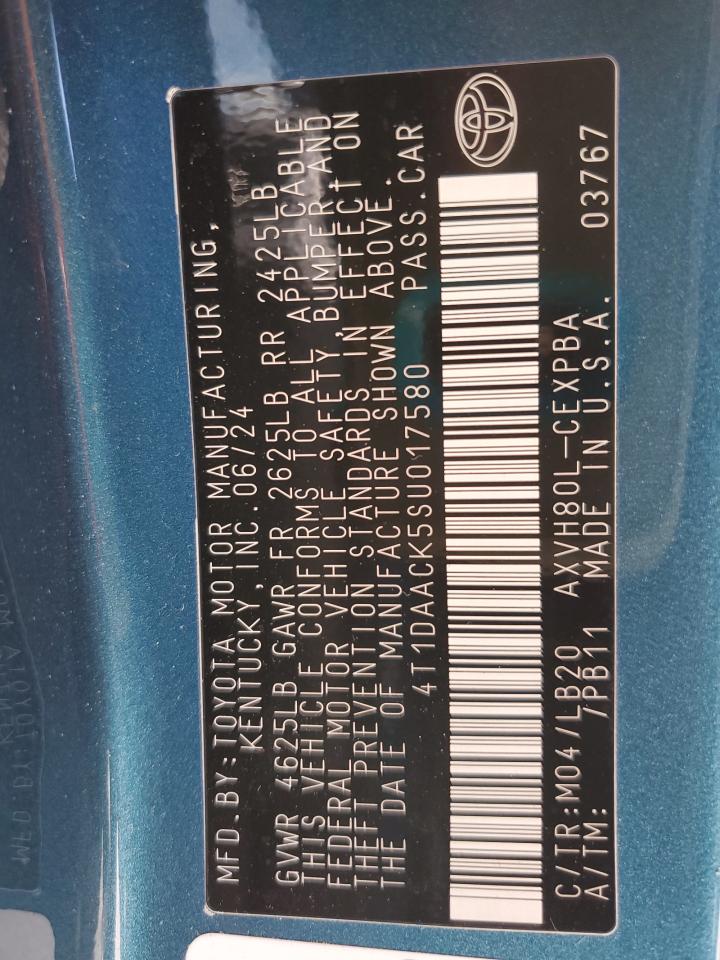 MFD.BY:TOYOTA MOTOR MANUFACTURING,
KENTUCKY, INC.06/24
GVWR 4625LB GAWR FR 2625LB RR 2425LB
THIS VEHICLE CONFORMS TO ALL APPLICABLE
FEDERAL MOTOR VEHICLE SAFETY,BUMPER,AND
THEFT PREVENTION STANDARDS IN EFFECT ON
THE DATE OF MANUFACTURE SHOWN ABOVE.
4T1DAACK5SU017580 PASS.CAR
C/TR:M04/LB20 AXVH80L-CEXPBA
A/TM: /PB11 MADE IN U.S.A. 03767